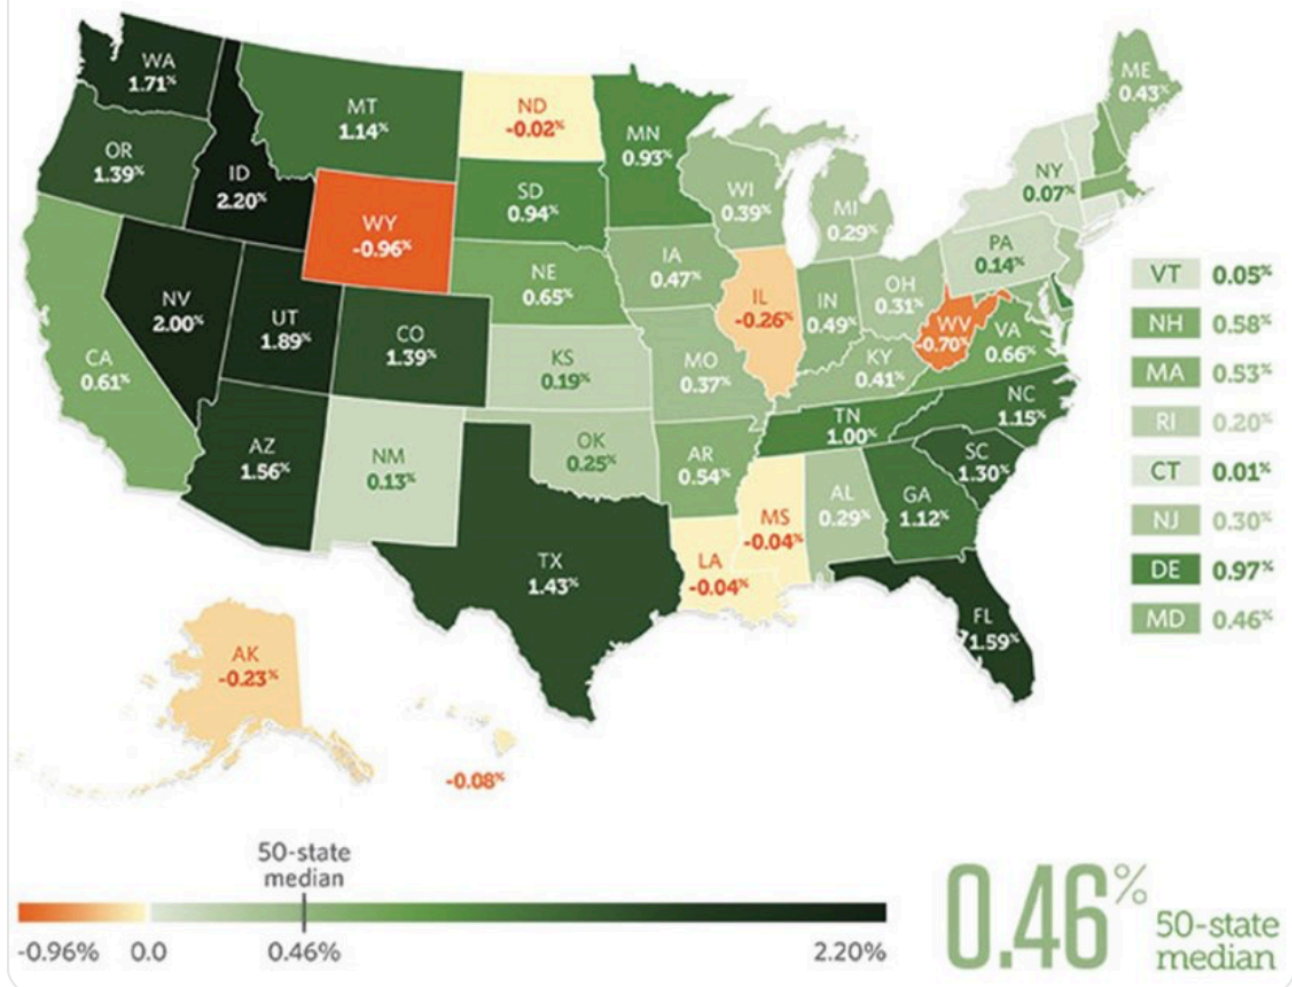 WA
1.71%
OR
1.39%
CA
0.61%
ID
2.20%
NV
2.00%
MT
1.14%
WY
-0.96%
UT
1.89%
CO
1.39%
AZ
1.56%
NM
0.13%
ND
-0.02%
SD
0.94%
NE
0.65%
KS
0.19%
OK
0.25%
TX
1.43%
MN
0.93%
IA
0.47%
MO
0.37%
AR
0.54%
LA
-0.04%
WI
0.39%
IL
-0.26%
MS
-0.04%
MI
0.29%
IN
0.49%
OH
0.31%
KY
0.41%
TN
1.00%
AL
0.29%
GA
1.12%
FL
1.59%
SC
1.30%
NC
1.15%
WV
-0.70%
VA
0.66%
PA
0.14%
NY
0.07%
ME
0.43%
VT 0.05%
NH 0.58%
MA 0.53%
RI 0.20%
CT 0.01%
NJ 0.30%
DE 0.97%
MD 0.46%
AK
-0.23%
-0.08%
50-state
median
-0.96% 0.0 0.46% 2.20%
0.46%
50-state
median